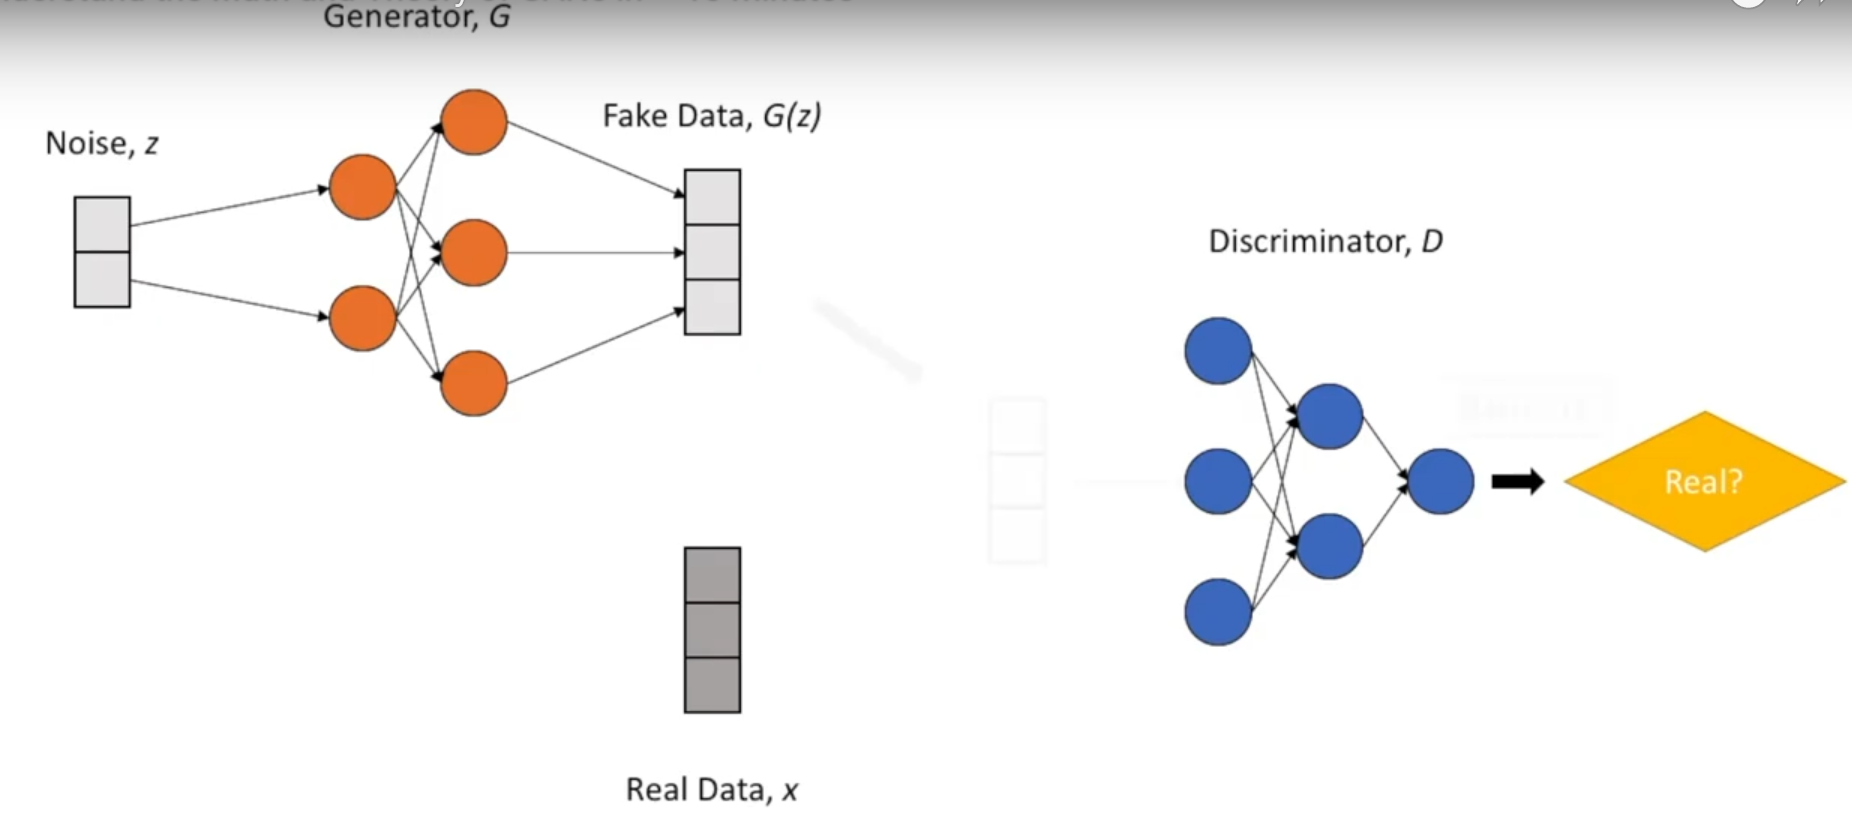 Generator, G
Fake Data, G(z)
Noise, z
Discriminator, D
Real?
Real Data, x